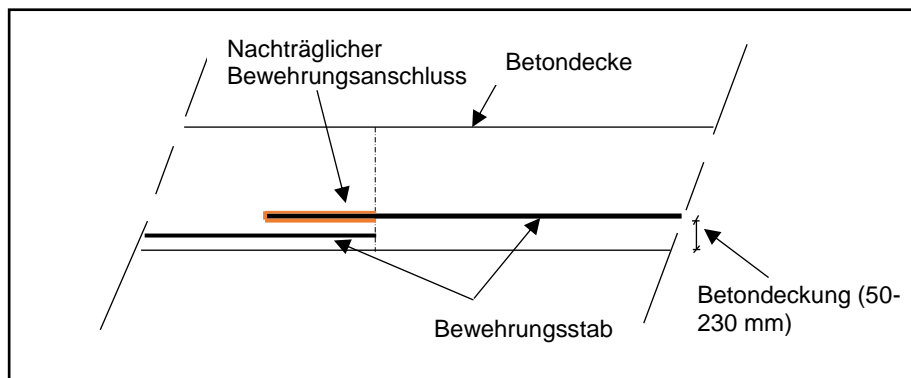 Nachträglicher
Bewehrungsanschluss
Betondecke
Betondeckung (50-
230 mm)
Bewehrungsstab